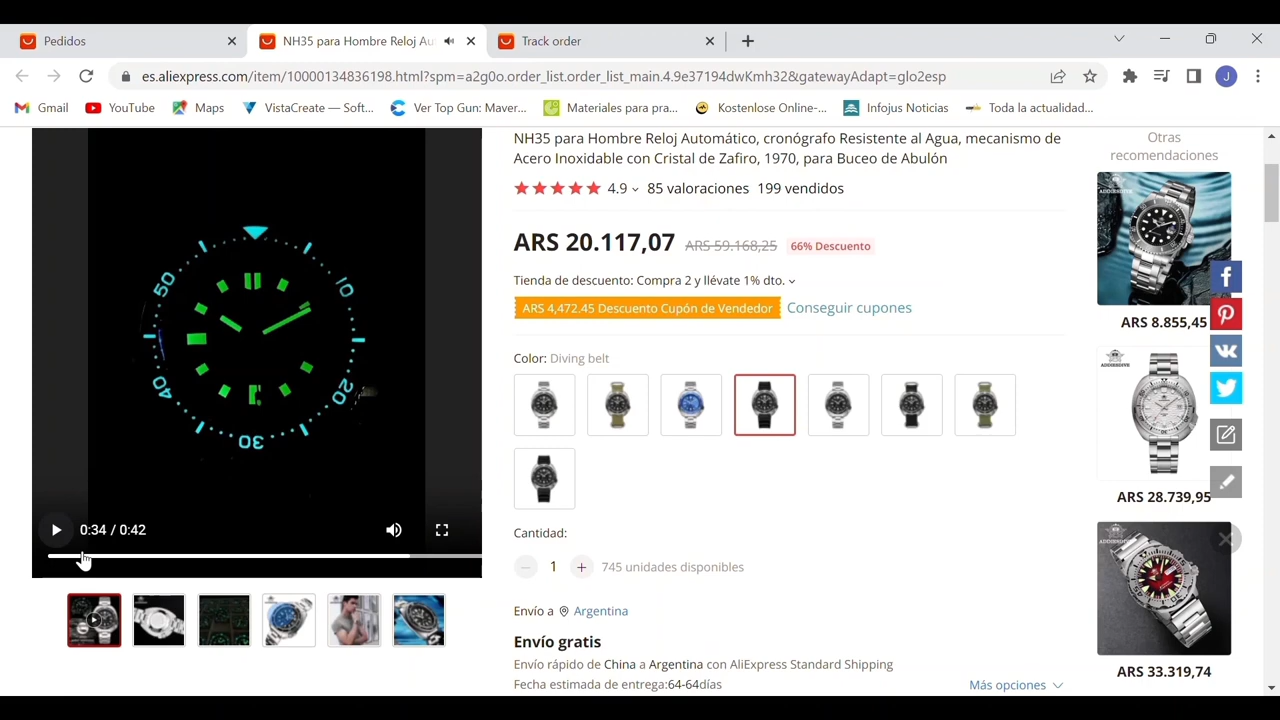 Pedidos
NH35 para Hombre Reloj Au
Track order
es.aliexpress.com/item/10000134836198.html?spm=a2g0o.order_list.order_list_main.4.9e37194dwKmh32&gatewayAdapt=glo2esp
J
Gmail
YouTube
Maps
VistaCreate — Soft...
Ver Top Gun: Maver...
Materiales para pra...
Kostenlose Online-...
Infojus Noticias
Toda la actualidad...
50
10
40
20
30
0:34 / 0:42
NH35 para Hombre Reloj Automático, cronógrafo Resistente al Agua, mecanismo de
Acero Inoxidable con Cristal de Zafiro, 1970, para Buceo de Abulón
4.9 85 valoraciones 199 vendidos
ARS 20.117,07 ARS 59.168,25 66% Descuento
Tienda de descuento: Compra 2 y llévate 1% dto.
ARS 4,472.45 Descuento Cupón de Vendedor Conseguir cupones
Color: Diving belt
Cantidad:
1 745 unidades disponibles
Envío a Argentina
Envío gratis
Envío rápido de China a Argentina con AliExpress Standard Shipping
Fecha estimada de entrega:64-64días
Más opciones
Otras
recomendaciones
ADDIESDIVE
ARS 8.855,45
ADDIESDIVE
ARS 28.739,95
ADDIESDIVE
ARS 33.319,74